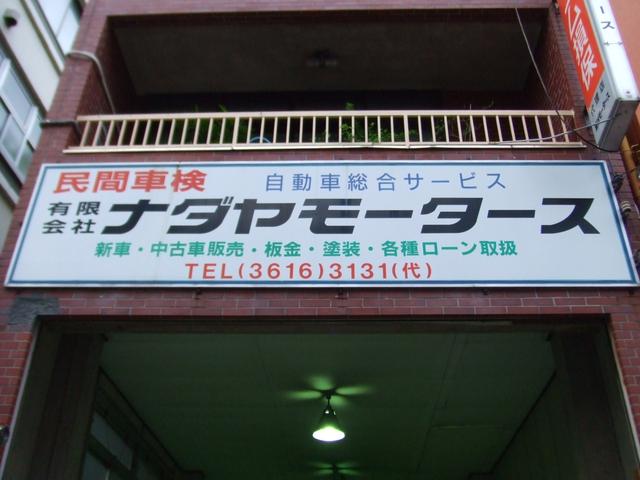 民間車検 自動車総合サービス
有限会社 ナダヤモータース
新車・中古車販売・板金・塗装・各種ローン取扱
TEL(3616)3131(代)